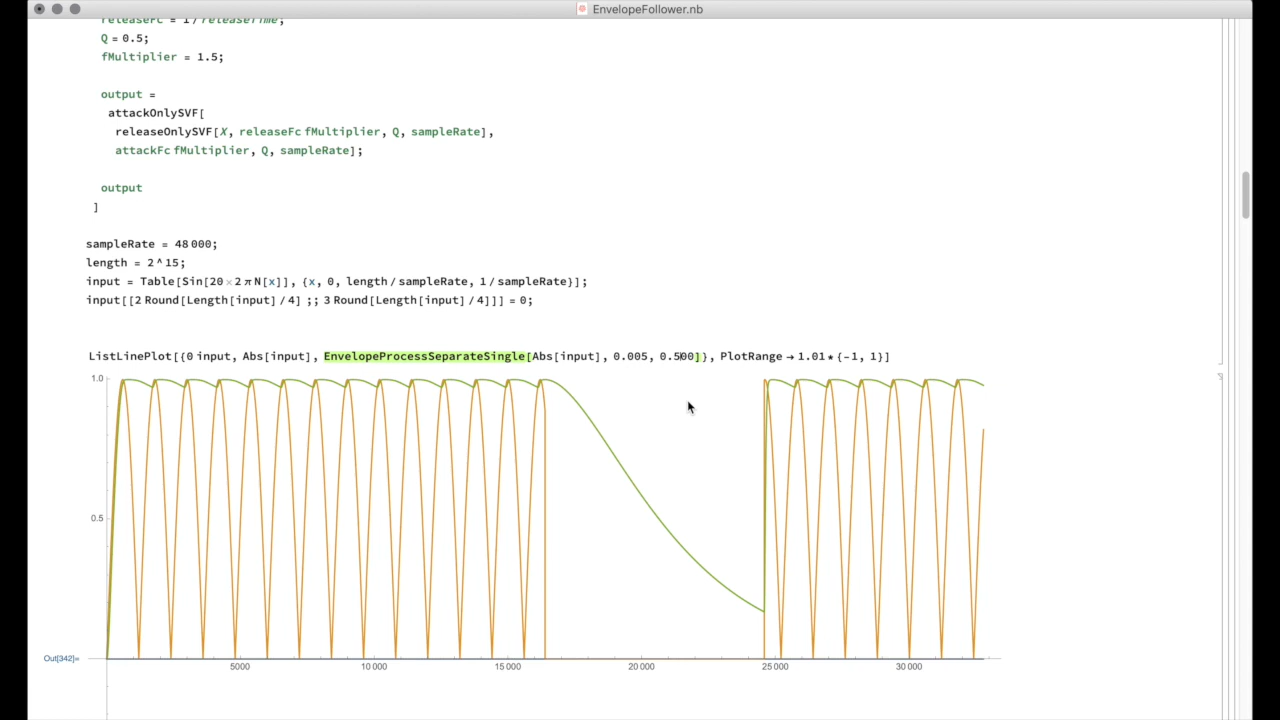 EnvelopeFollower.nb
releaseFc = 1 / releaseTime;
Q = 0.5;
fMultiplier = 1.5;
output =
attackOnlySVF[
releaseOnlySVF[X, releaseFc fMultiplier, Q, sampleRate],
attackFc fMultiplier, Q, sampleRate];
output
]
sampleRate = 48 000;
length = 2^15;
input = Table[Sin[20 × 2 π N[x]], {x, 0, length / sampleRate, 1 / sampleRate}];
input[[2 Round[Length[input] / 4] ;; 3 Round[Length[input] / 4]]] = 0;
ListLinePlot[{0 input, Abs[input], EnvelopeProcessSeparateSingle[Abs[input], 0.005, 0.500]}, PlotRange → 1.01 * {-1, 1}]
1.0
0.5
Out[342]=
5000 10 000 15 000 20 000 25 000 30 000